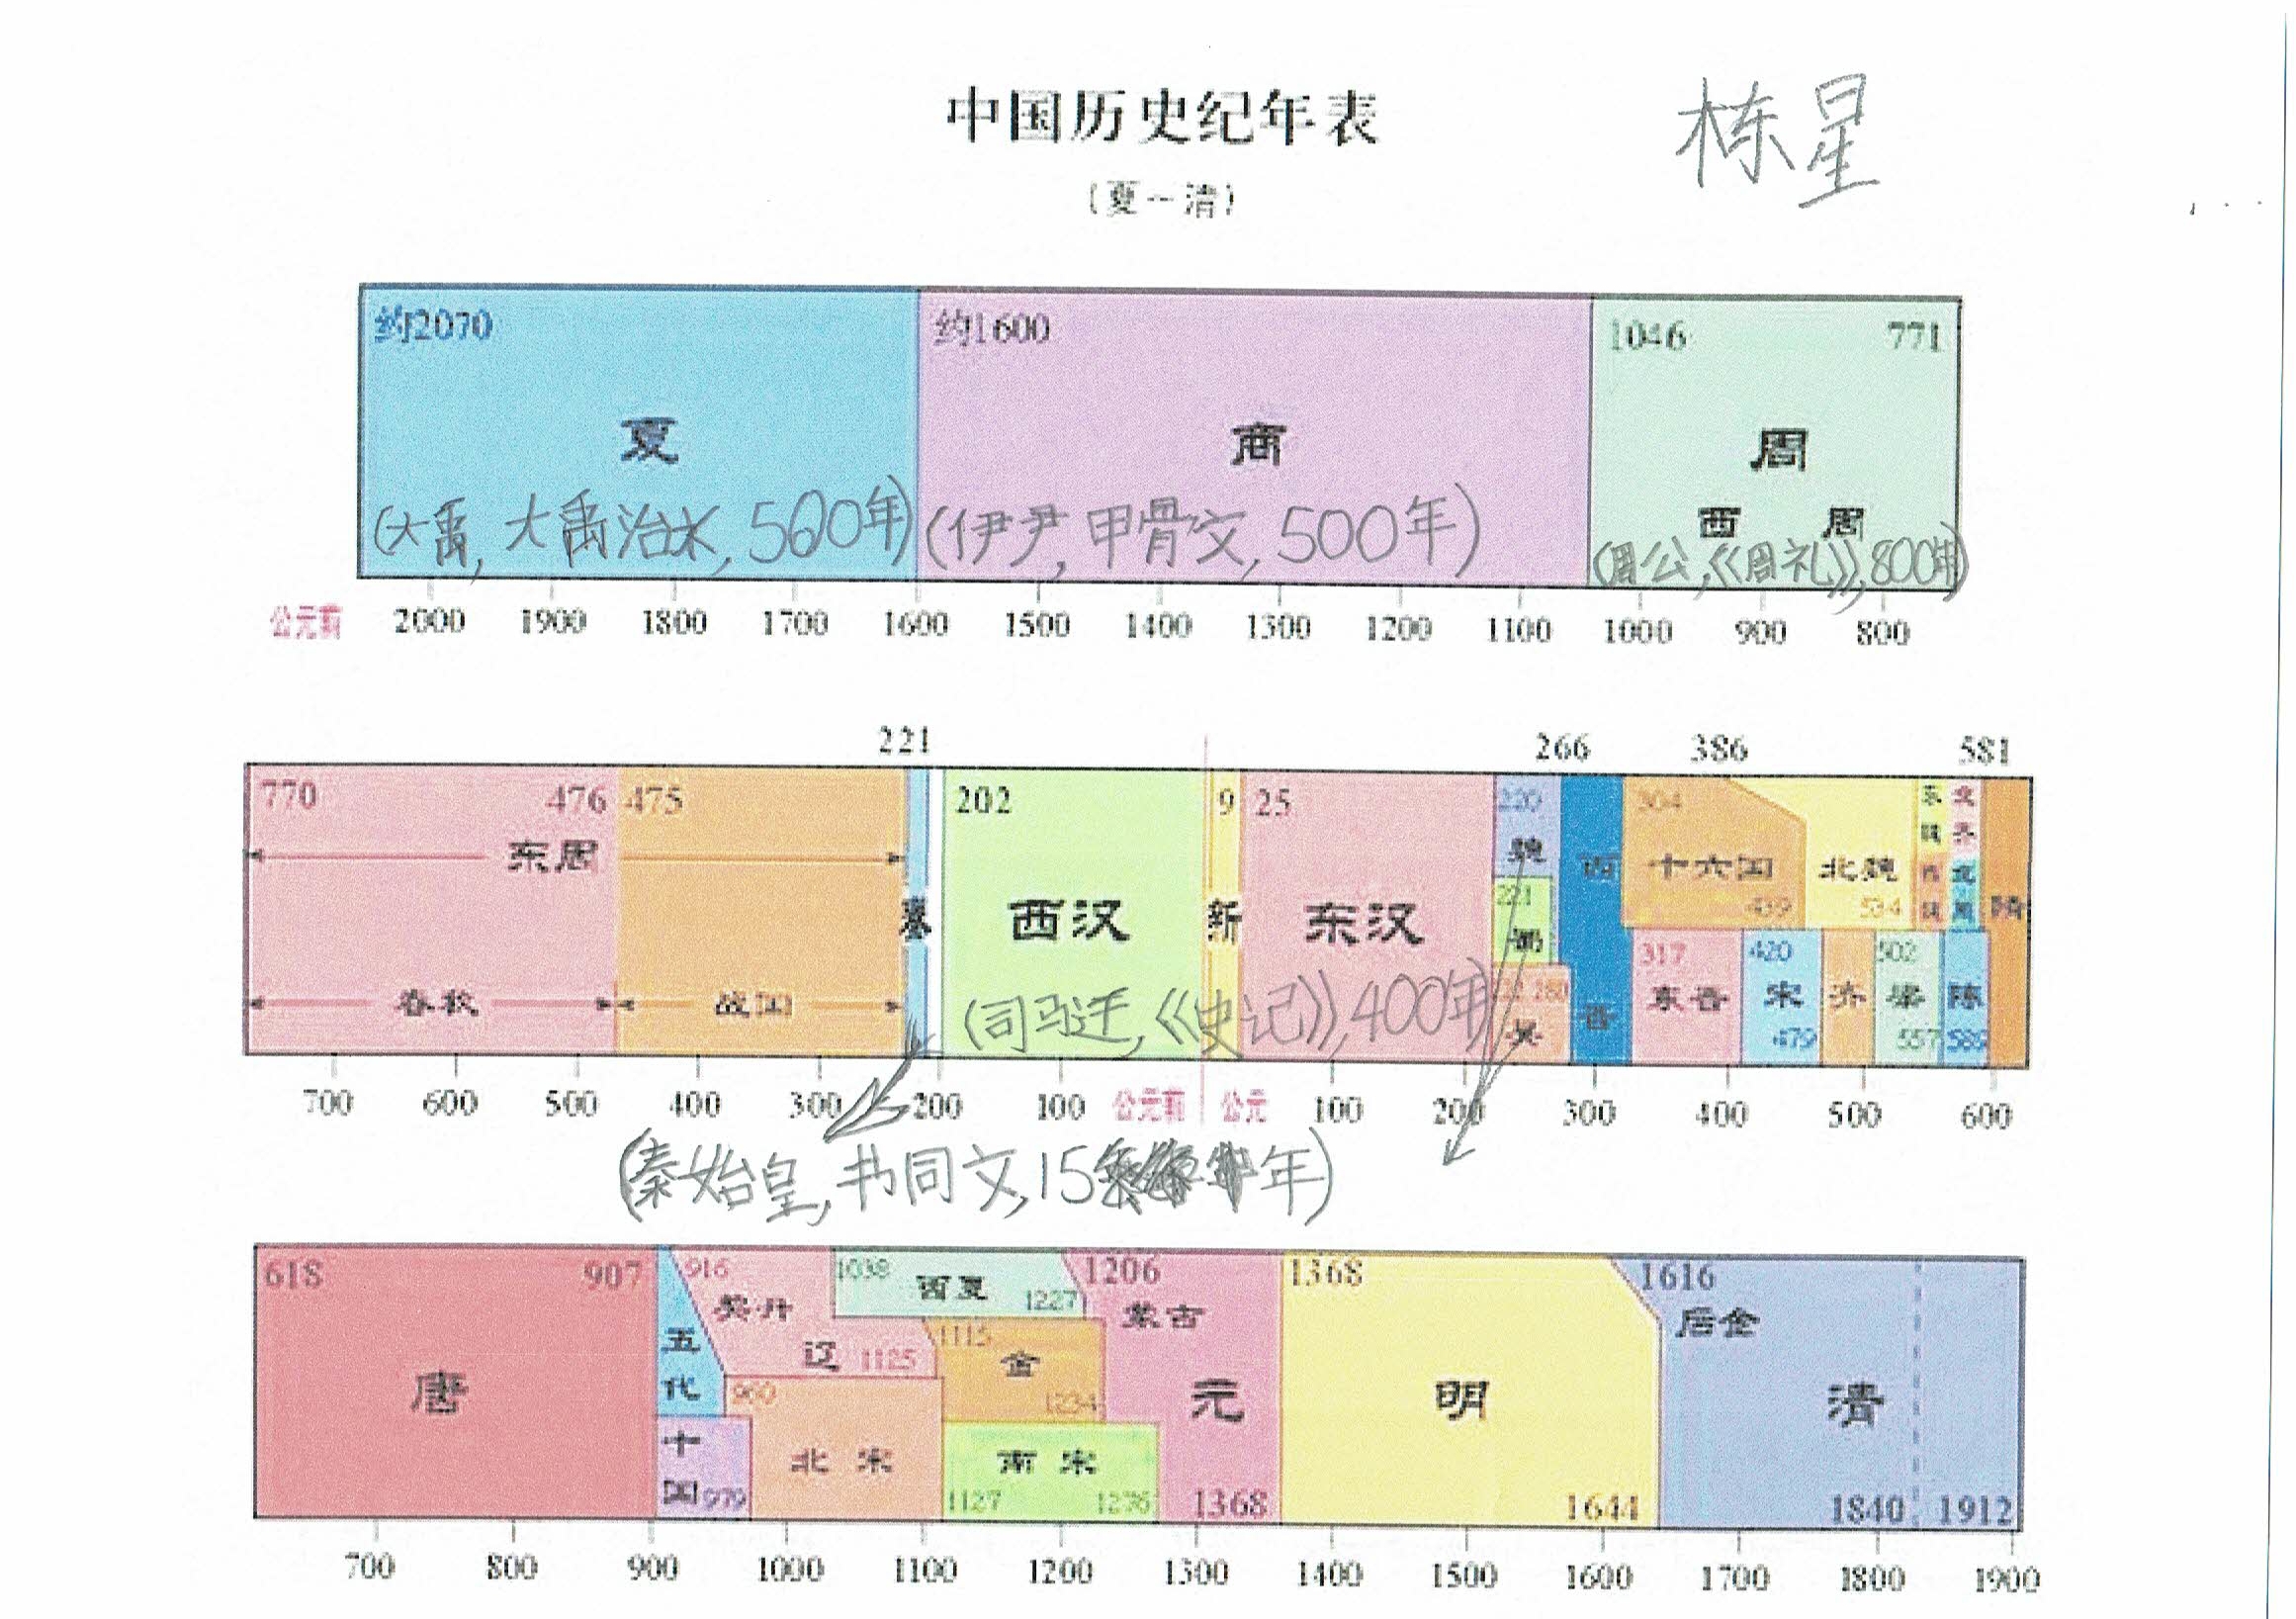 中国历史纪年表
栋星
(夏一清)
约2070
约1600
1046 771
夏
商
周
西周
(大禹,大禹治水,500年)
(伊尹,甲骨文,500年)
(周公,《周礼》,800年)
公元前 2000 1900 1800 1700 1600 1500 1400 1300 1200 1100 1000 900 800
221 266 386 581
770 476 475 202 9 25 220 304
东周
魏
西晋
十六国
北魏
439 534
东魏
北齐
西魏
北周
隋
秦
西汉
新
东汉
221
蜀
春秋
战国
280
吴
317
东晋
420
宋
479
齐
502
梁
557
陈
589
(司马迁,《史记》,400年)
700 600 500 400 300 200 100 公元前 公元 100 200 300 400 500 600
(秦始皇,书同文,15年)
618 907
唐
五代
十国
979
916
契丹
辽
1125
1038
西夏
1227
1115
金
1234
960
北宋
南宋
1127 1276
1206
蒙古
元
1368
1368
明
1644
1616
后金
清
1840 1912
700 800 900 1000 1100 1200 1300 1400 1500 1600 1700 1800 1900